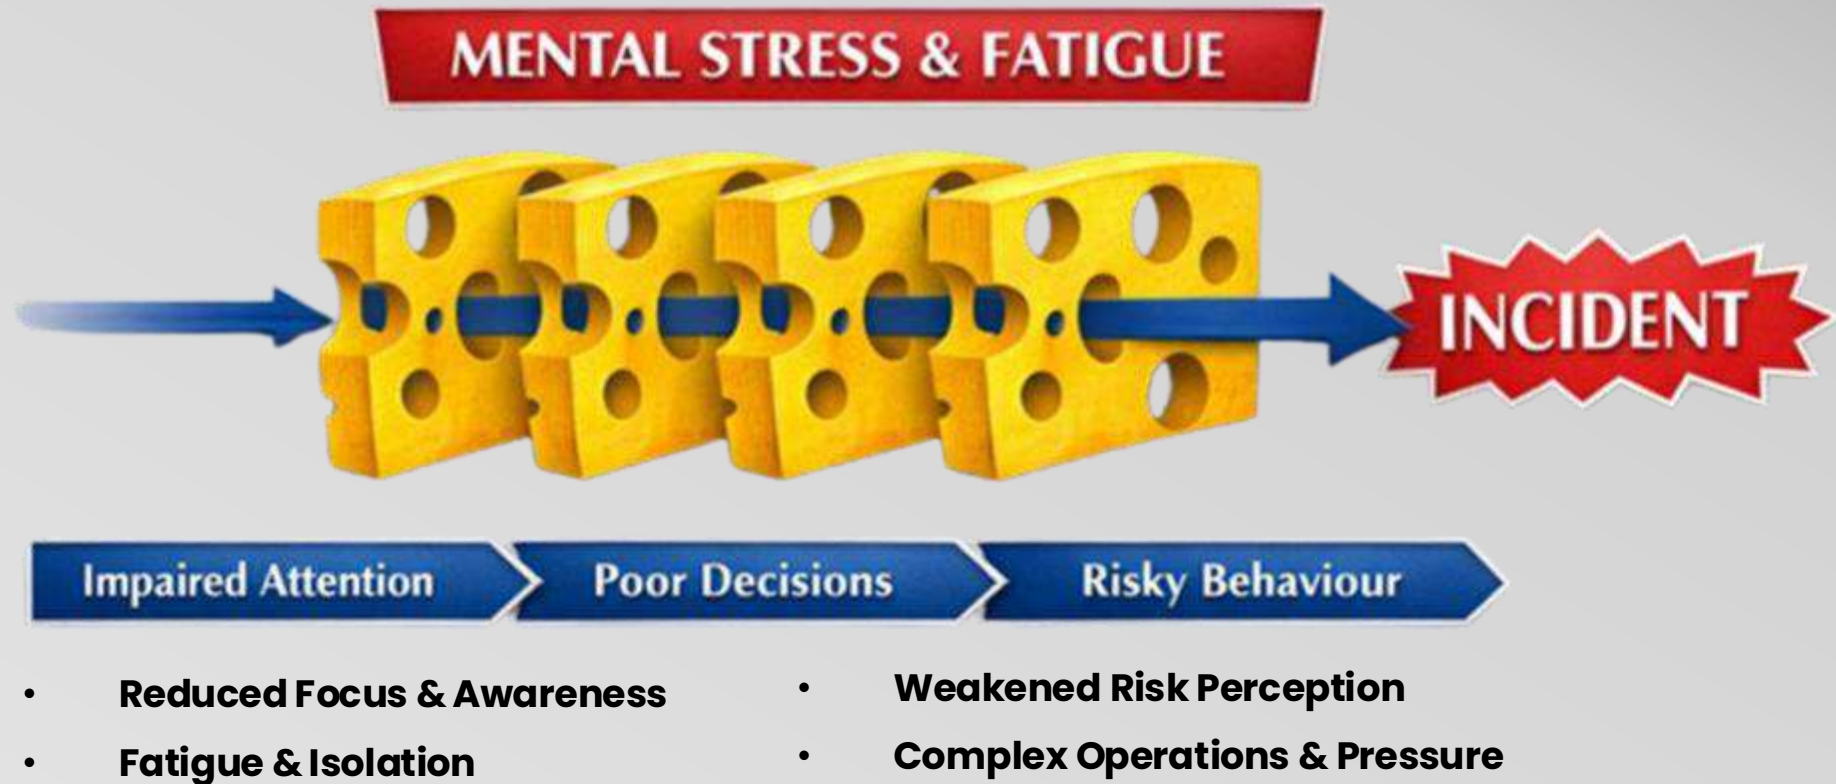 MENTAL STRESS & FATIGUE
INCIDENT
Impaired Attention
Poor Decisions
Risky Behaviour
• Reduced Focus & Awareness
• Fatigue & Isolation
• Weakened Risk Perception
• Complex Operations & Pressure